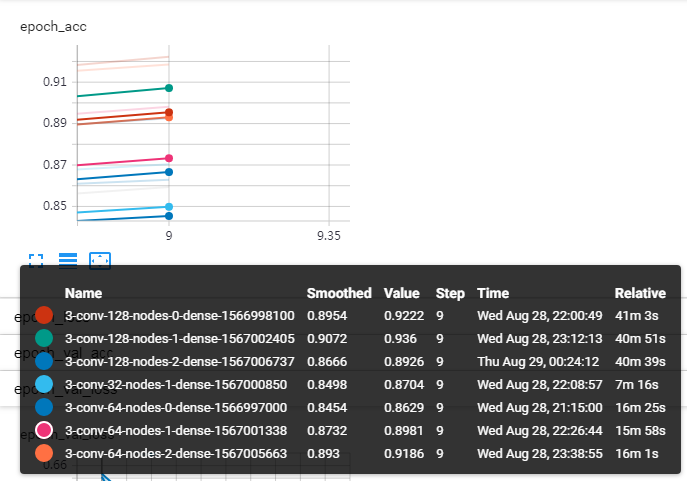 epoch_acc
0.91
0.89
0.87
0.85
9 9.35
Name Smoothed Value Step Time Relative
3-conv-128-nodes-0-dense-1566998100 0.8954 0.9222 9 Wed Aug 28, 22:00:49 41m 3s
3-conv-128-nodes-1-dense-1567002405 0.9072 0.936 9 Wed Aug 28, 23:12:13 40m 51s
3-conv-128-nodes-2-dense-1567006737 0.8666 0.8926 9 Thu Aug 29, 00:24:12 40m 39s
3-conv-32-nodes-1-dense-1567000850 0.8498 0.8704 9 Wed Aug 28, 22:08:57 7m 16s
3-conv-64-nodes-0-dense-1566997000 0.8454 0.8629 9 Wed Aug 28, 21:15:00 16m 25s
3-conv-64-nodes-1-dense-1567001338 0.8732 0.8981 9 Wed Aug 28, 22:26:44 15m 58s
3-conv-64-nodes-2-dense-1567005663 0.893 0.9186 9 Wed Aug 28, 23:38:55 16m 1s
epoch_val_acc
epoch_val_loss
0.66